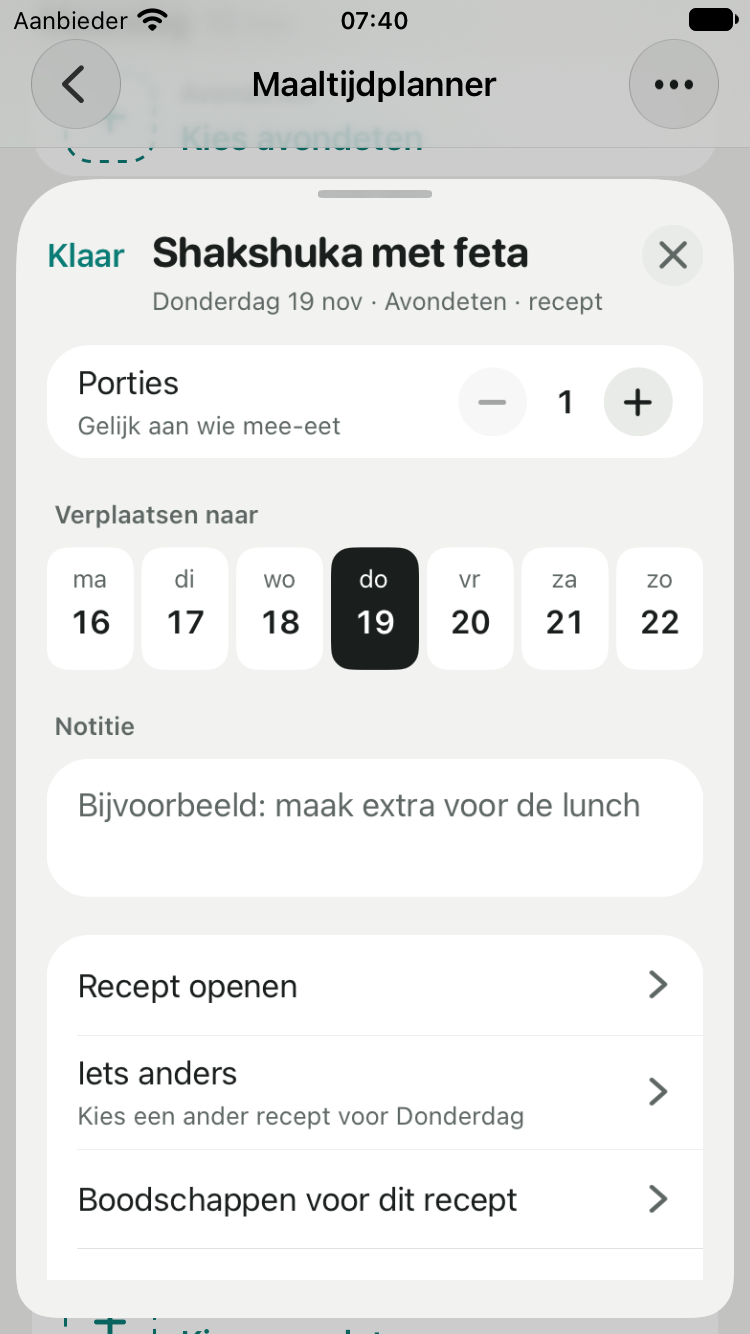 Aanbieder 07:40
Maaltijdplanner
Kies avondeten
Klaar
Shakshuka met feta
Donderdag 19 nov · Avondeten · recept
Porties
Gelijk aan wie mee-eet
1
Verplaatsen naar
ma di wo do vr za zo
16 17 18 19 20 21 22
Notitie
Bijvoorbeeld: maak extra voor de lunch
Recept openen
Iets anders
Kies een ander recept voor Donderdag
Boodschappen voor dit recept